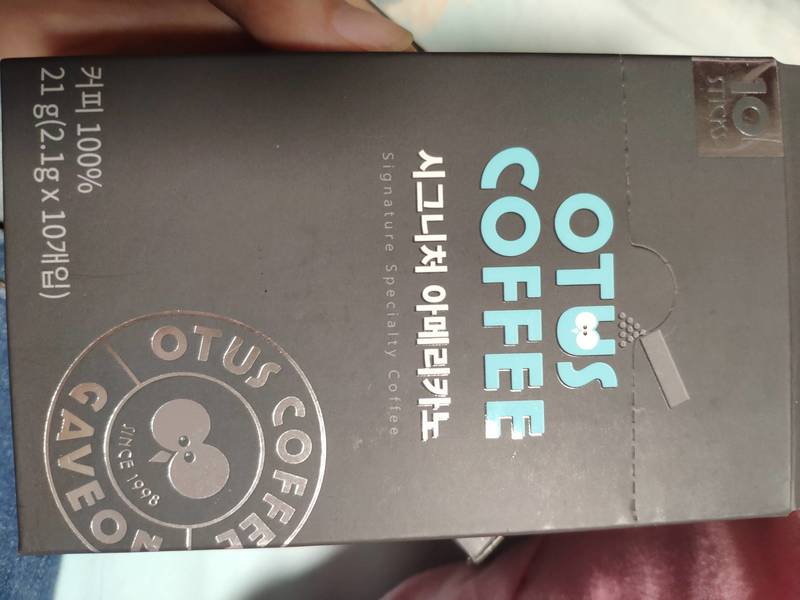 10
STICKS
OTUS
COFFEE
시그니처 아메리카노
Signature Specialty Coffee
커피 100%
21 g(2.1g x 10개입)
OTUS COFFEE
GAVEON
SINCE 1998